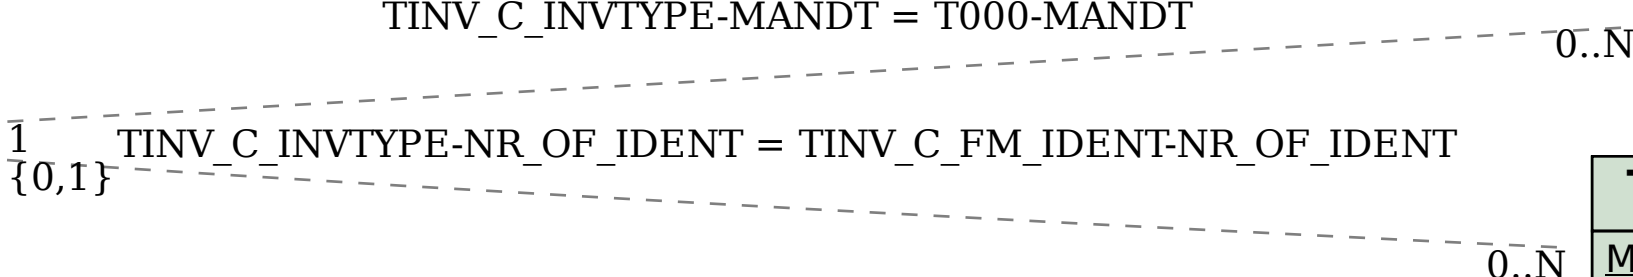 TINV_C_INVTYPE-MANDT = T000-MANDT
0..N
1
TINV_C_INVTYPE-NR_OF_IDENT = TINV_C_FM_IDENT-NR_OF_IDENT
{0,1}
0..N